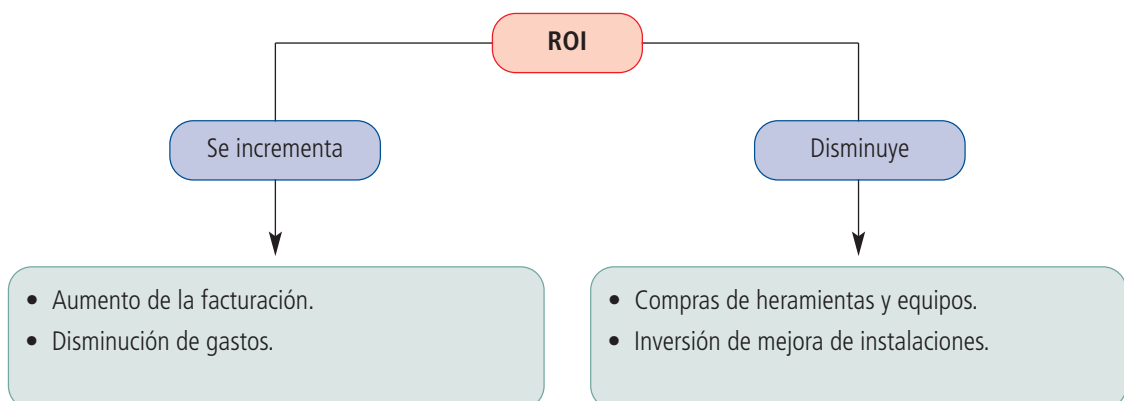 ROI
Se incrementa
Disminuye
• Aumento de la facturación.
• Disminución de gastos.
• Compras de heramientas y equipos.
• Inversión de mejora de instalaciones.